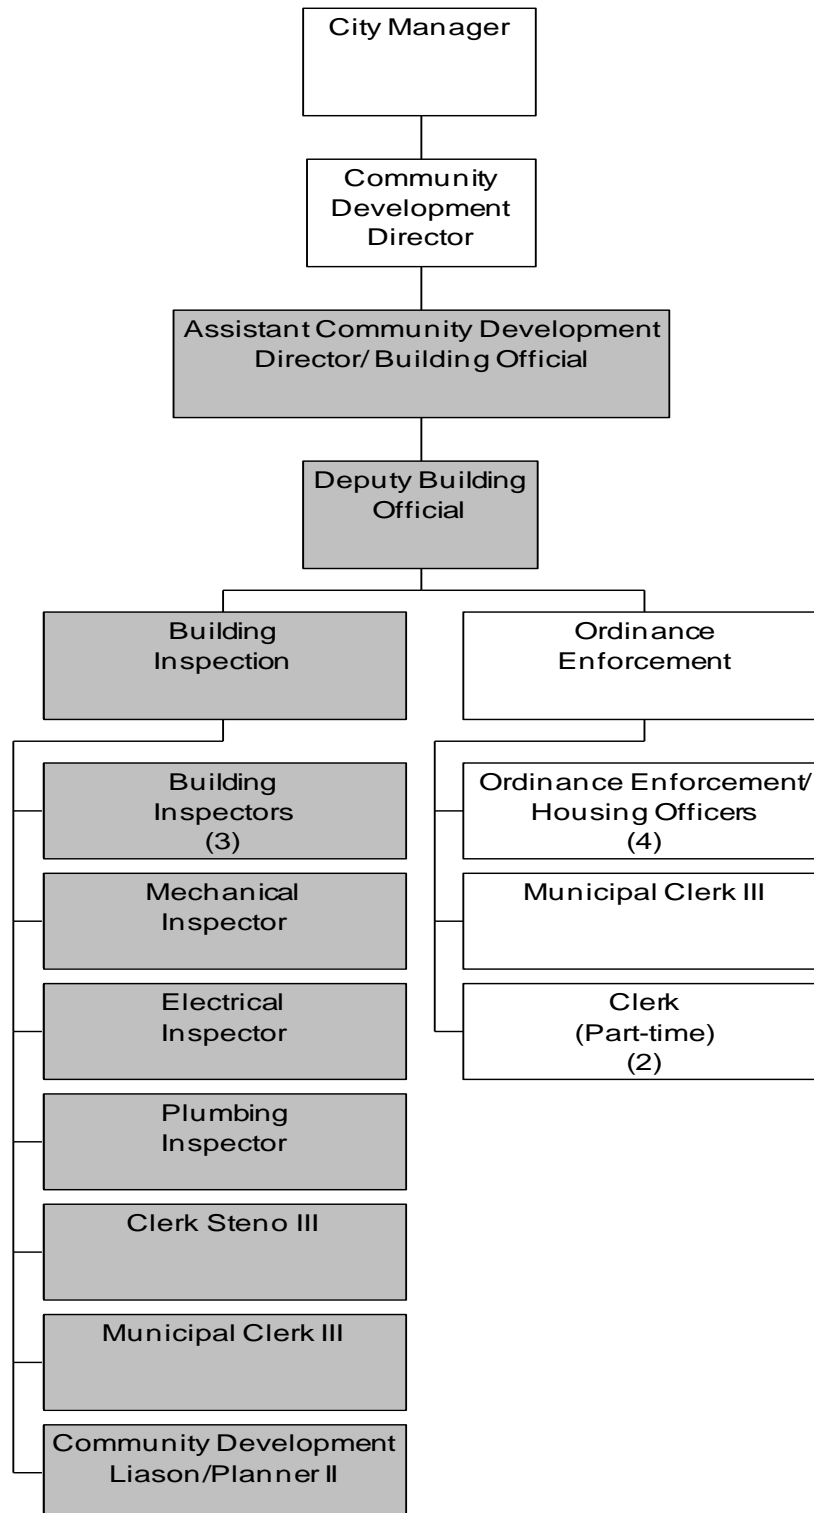 City Manager
Community
Development
Director
Assistant Community Development
Director/ Building Official
Deputy Building
Official
Building
Inspection
Building
Inspectors
(3)
Mechanical
Inspector
Electrical
Inspector
Plumbing
Inspector
Clerk Steno III
Municipal Clerk III
Community Development
Liason/Planner II
Ordinance
Enforcement
Ordinance Enforcement/
Housing Officers
(4)
Municipal Clerk III
Clerk
(Part-time)
(2)